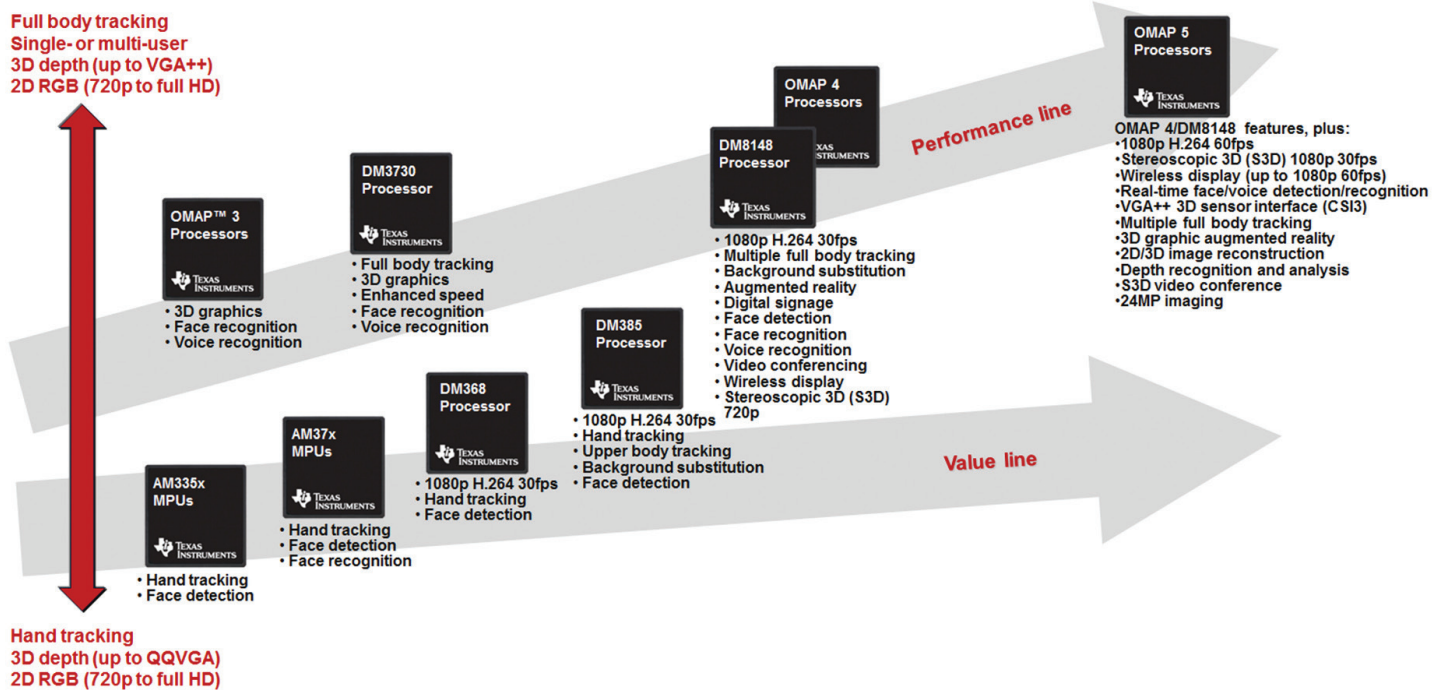 Full body tracking
Single- or multi-user
3D depth (up to VGA++)
2D RGB (720p to full HD)
Hand tracking
3D depth (up to QQVGA)
2D RGB (720p to full HD)
Performance line
OMAP™ 3
Processors
TEXAS
INSTRUMENTS
• 3D graphics
• Face recognition
• Voice recognition
DM3730
Processor
TEXAS
INSTRUMENTS
• Full body tracking
• 3D graphics
• Enhanced speed
• Face recognition
• Voice recognition
OMAP 4
Processors
TEXAS
INSTRUMENTS
DM8148
Processor
TEXAS
INSTRUMENTS
• 1080p H.264 30fps
• Multiple full body tracking
• Background substitution
• Augmented reality
• Digital signage
• Face detection
• Face recognition
• Voice recognition
• Video conferencing
• Wireless display
• Stereoscopic 3D (S3D)
720p
OMAP 5
Processors
TEXAS
INSTRUMENTS
OMAP 4/DM8148 features, plus:
•1080p H.264 60fps
•Stereoscopic 3D (S3D) 1080p 30fps
•Wireless display (up to 1080p 60fps)
•Real-time face/voice detection/recognition
•VGA++ 3D sensor interface (CSI3)
•Multiple full body tracking
•3D graphic augmented reality
•2D/3D image reconstruction
•Depth recognition and analysis
•S3D video conference
•24MP imaging
Value line
AM335x
MPUs
TEXAS
INSTRUMENTS
• Hand tracking
• Face detection
AM37x
MPUs
TEXAS
INSTRUMENTS
• Hand tracking
• Face detection
• Face recognition
DM368
Processor
TEXAS
INSTRUMENTS
• 1080p H.264 30fps
• Hand tracking
• Face detection
DM385
Processor
TEXAS
INSTRUMENTS
• 1080p H.264 30fps
• Hand tracking
• Upper body tracking
• Background substitution
• Face detection